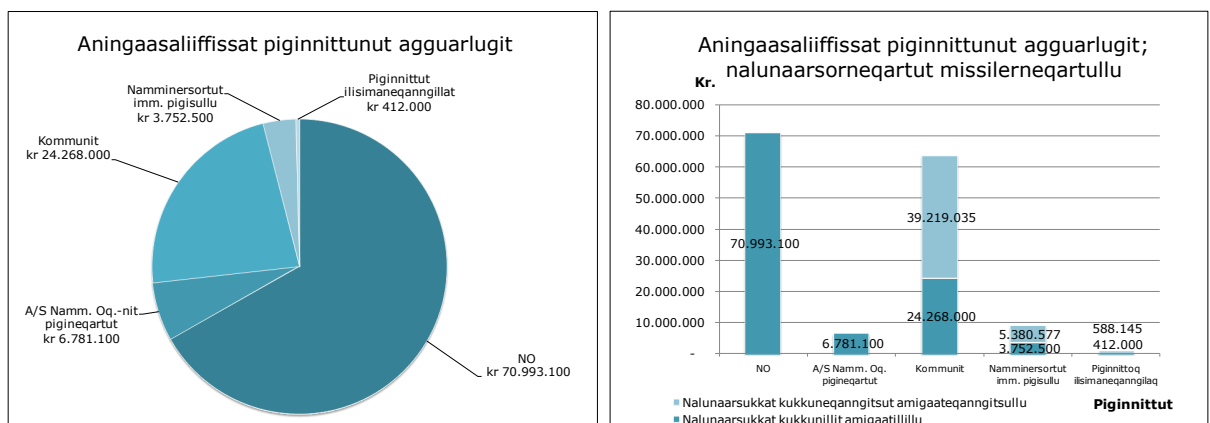 Aningaasaliiffissat piginnittunut agguarlugit
Piginnittut
ilisimaneqanngillat
kr 412.000
Namminersortut
imm. pigisullu
kr 3.752.500
Kommunit
kr 24.268.000
A/S Namm. Oq.-nit
pigineqartut
kr 6.781.100
NO
kr 70.993.100
Aningaasaliiffissat piginnittunut agguarlugit;
nalunaarsorneqartut missilerneqartullu
Kr.
80.000.000
70.000.000
60.000.000
50.000.000
40.000.000
30.000.000
20.000.000
10.000.000
-
70.993.100
6.781.100
39.219.035
24.268.000
5.380.577
3.752.500
588.145
412.000
NO
A/S Namm. Oq.
pigineqartut
Kommunit
Namminersortut
imm. pigisullu
Piginnittoq
ilisimaneqanngilaq
Nalunaarsukkat kukkuneqanngitsut amigaateqanngitsullu
Nalunaarsukkat kukkunillit amigaatillillu
Piginnittut